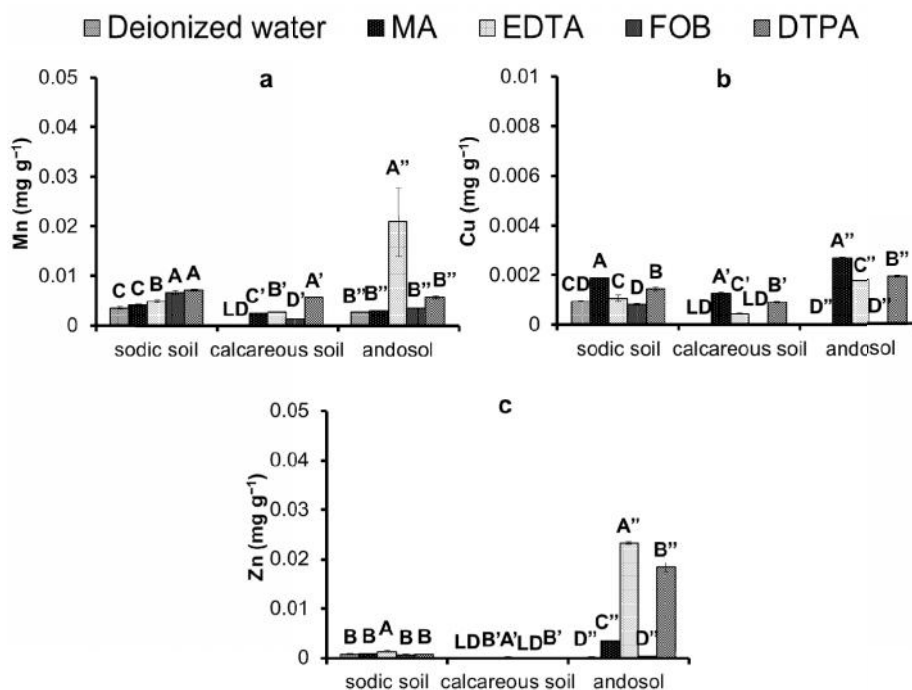 Deionized water MA EDTA FOB DTPA
a
0.05
0.04
0.03
0.02
0.01
0
Mn (mg g⁻¹)
C C B A A
LD C’ B’ D’ A’
B’’ B’’ A’’ B’’ B’’
sodic soil calcareous soil andosol
b
0.01
0.008
0.006
0.004
0.002
0
Cu (mg g⁻¹)
CD A C D B
LD A’ C’ LD B’
D’’ A’’ C’’ D’’ B’’
sodic soil calcareous soil andosol
c
0.05
0.04
0.03
0.02
0.01
0
Zn (mg g⁻¹)
B B A B B
LD B’ A’ LD B’
D’’ C’’ A’’ D’’ B’’
sodic soil calcareous soil andosol